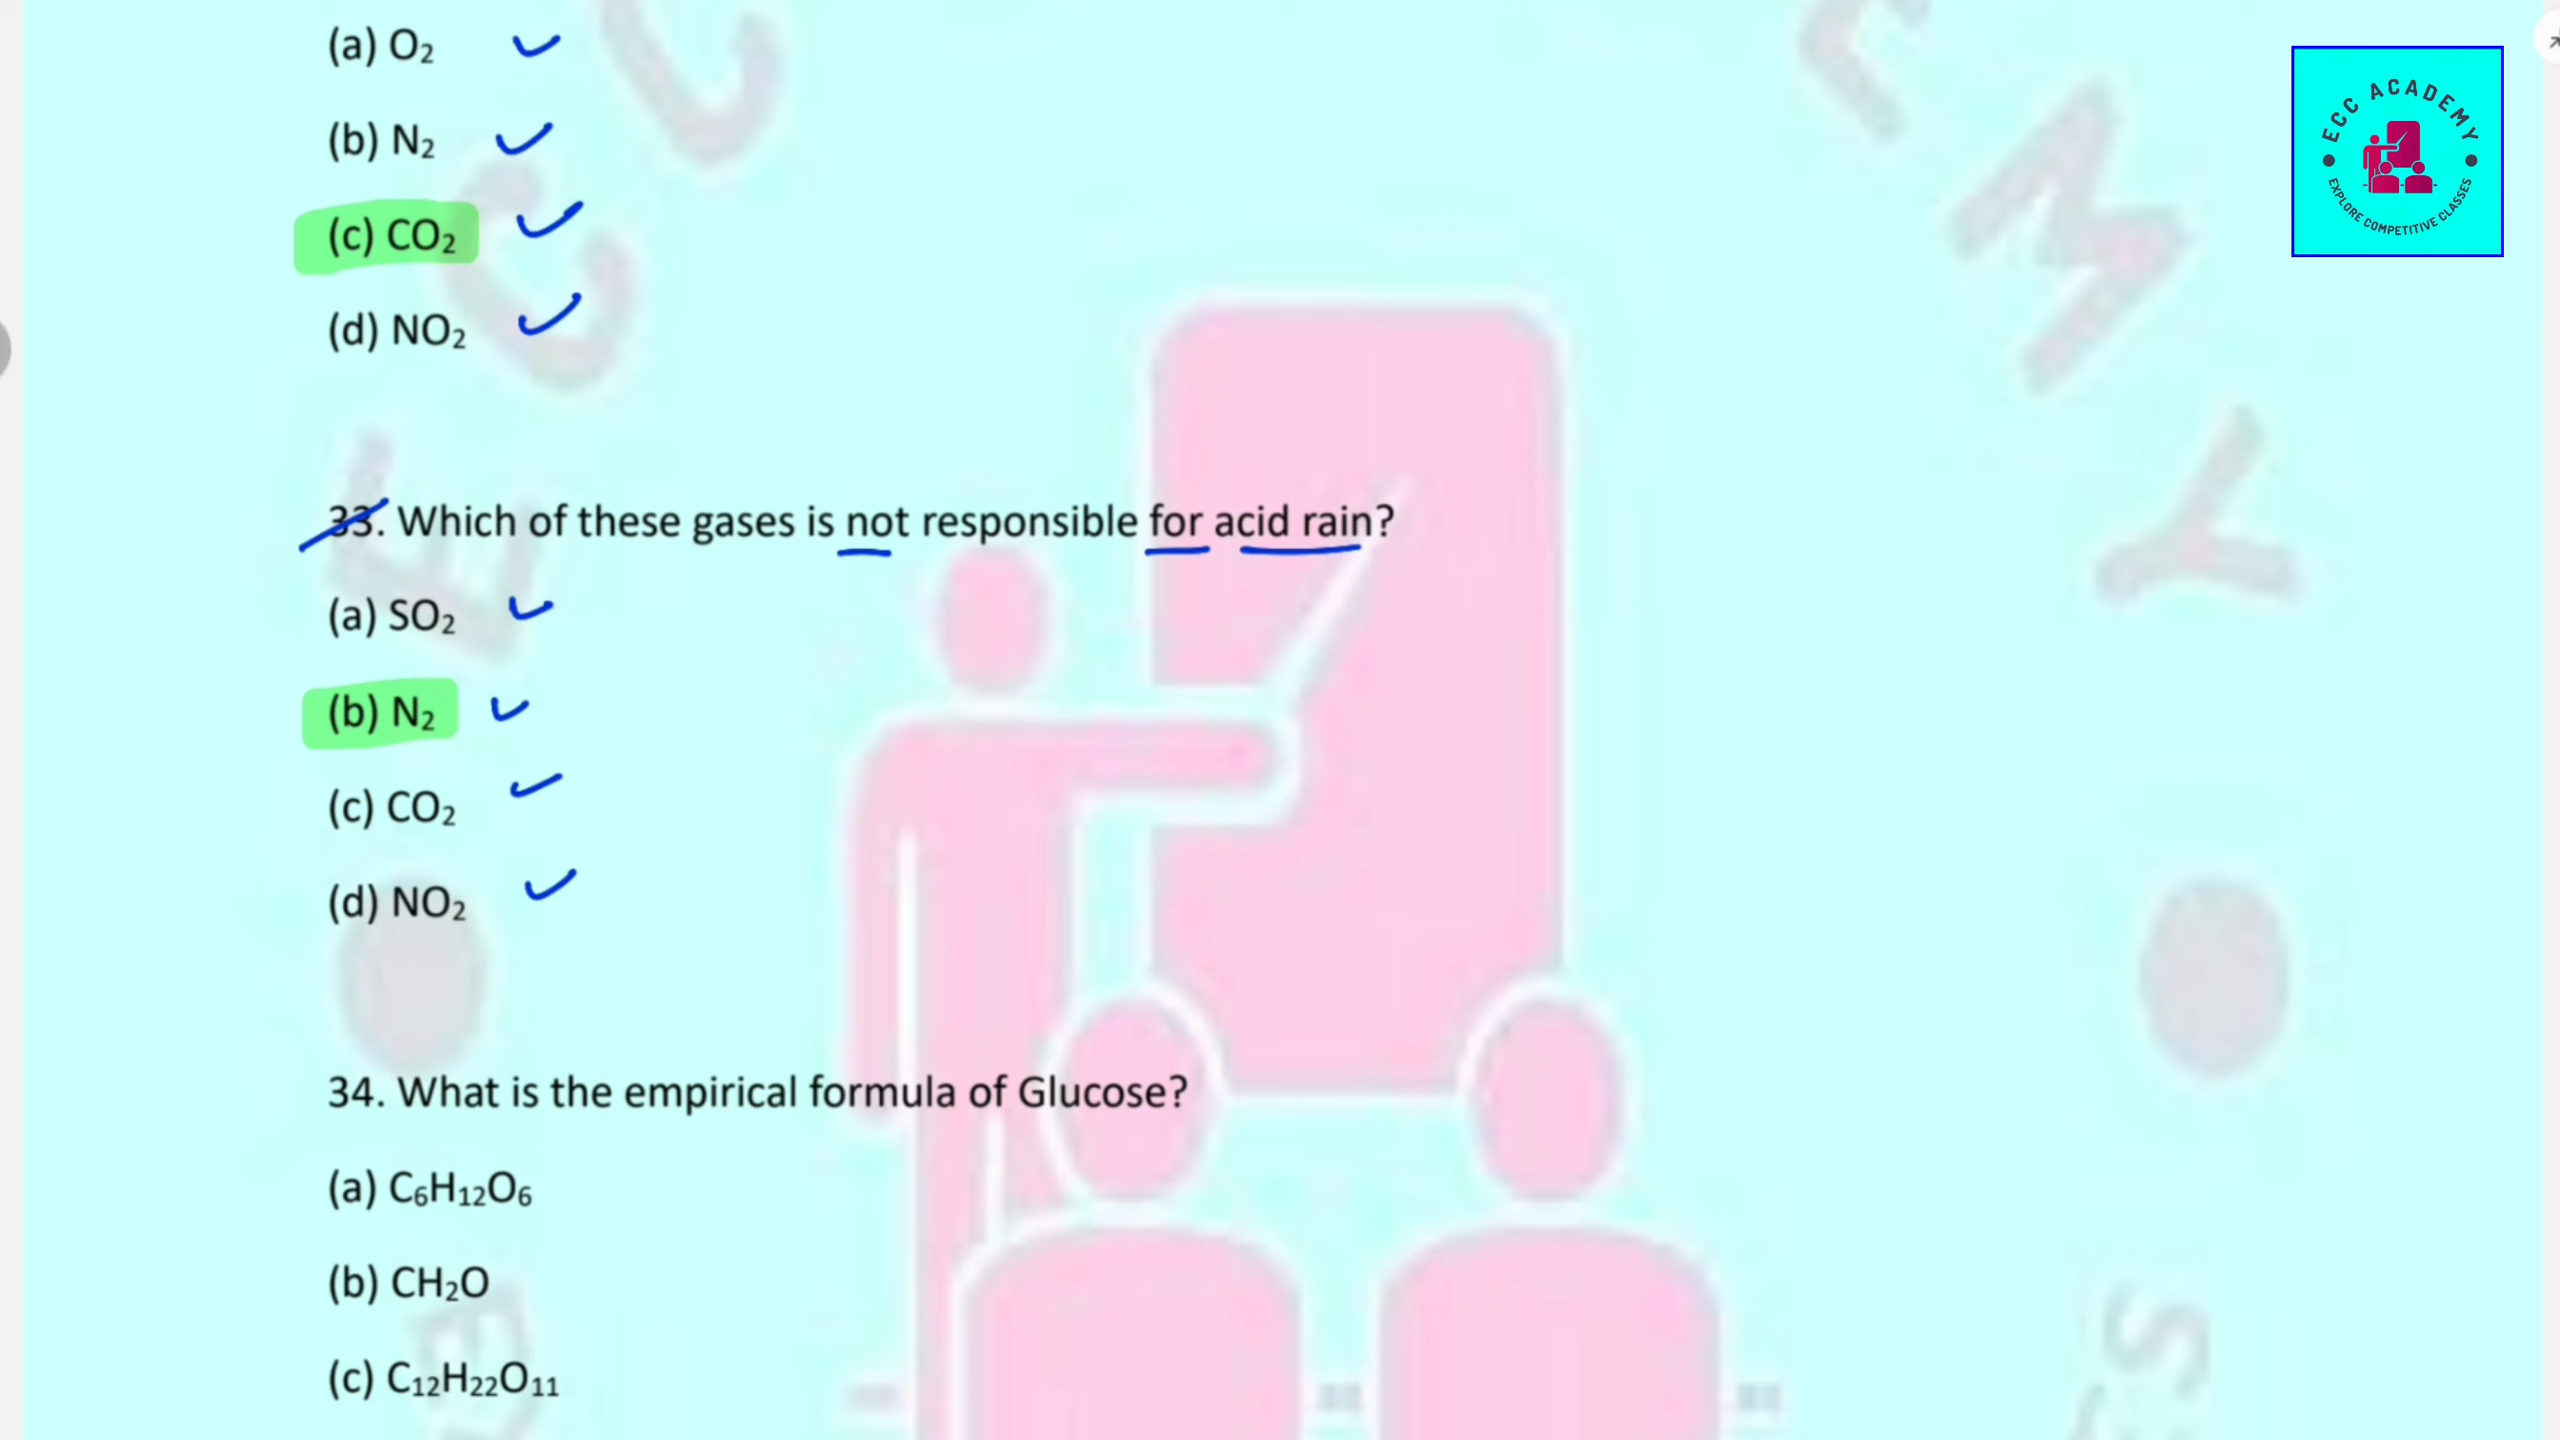 (a) O₂
(b) N₂
(c) CO₂
(d) NO₂
ECC ACADEMY
EXPLORE COMPETITIVE CLASSES
33. Which of these gases is not responsible for acid rain?
(a) SO₂
(b) N₂
(c) CO₂
(d) NO₂
34. What is the empirical formula of Glucose?
(a) C₆H₁₂O₆
(b) CH₂O
(c) C₁₂H₂₂O₁₁